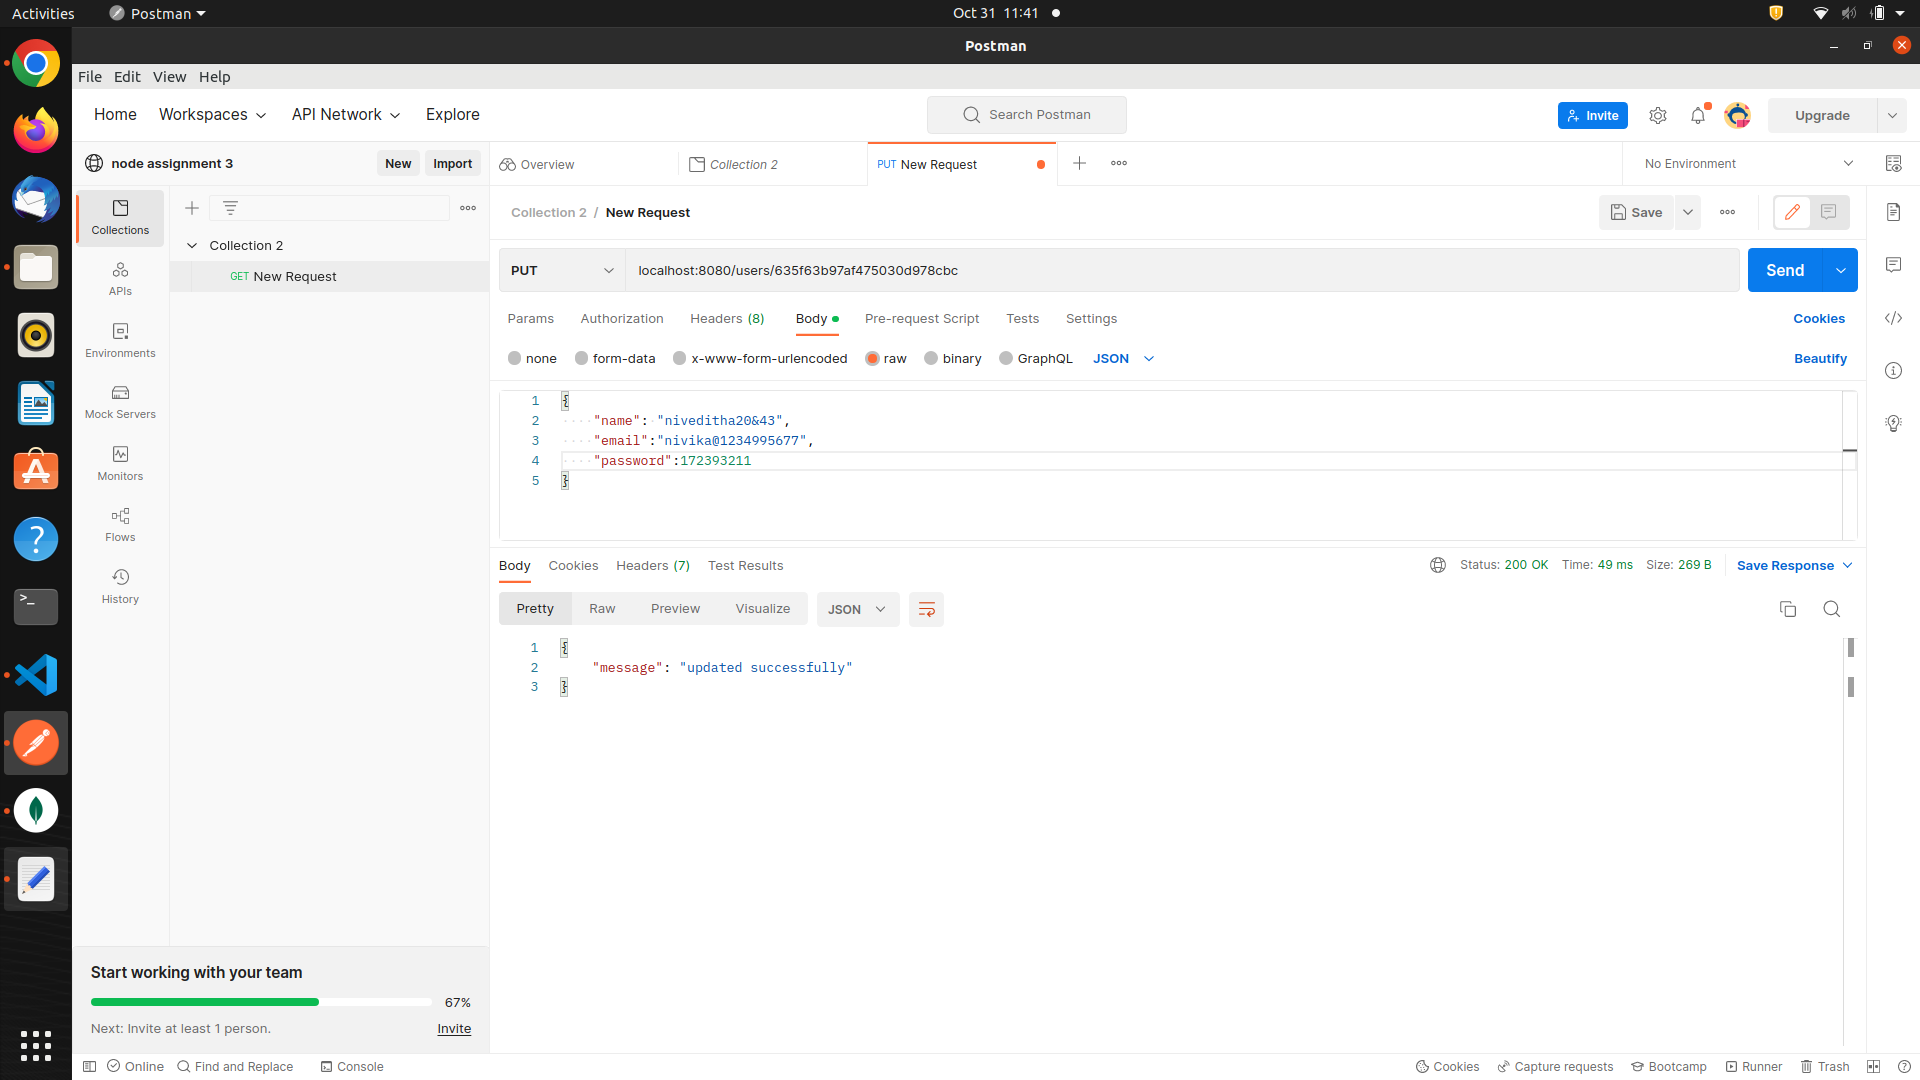 Activities
Postman
Oct 31 11:41
Postman
File Edit View Help
Home Workspaces API Network Explore
Search Postman
Invite
Upgrade
node assignment 3
New Import
Overview
Collection 2
PUT New Request
No Environment
Collections
Collection 2
GET New Request
APIs
Environments
Mock Servers
Monitors
Flows
History
Collection 2 / New Request
Save
PUT
localhost:8080/users/635f63b97af475030d978cbc
Send
Params Authorization Headers (8) Body Pre-request Script Tests Settings
Cookies
none form-data x-www-form-urlencoded raw binary GraphQL JSON
Beautify
1 {
2 "name": "niveditha20&43",
3 "email":"nivika@1234995677",
4 "password":172393211
5 }
Body Cookies Headers (7) Test Results
Status: 200 OK Time: 49 ms Size: 269 B
Save Response
Pretty Raw Preview Visualize JSON
1 {
2 "message": "updated successfully"
3 }
Start working with your team
67%
Next: Invite at least 1 person.
Invite
Online Find and Replace Console
Cookies Capture requests Bootcamp Runner Trash